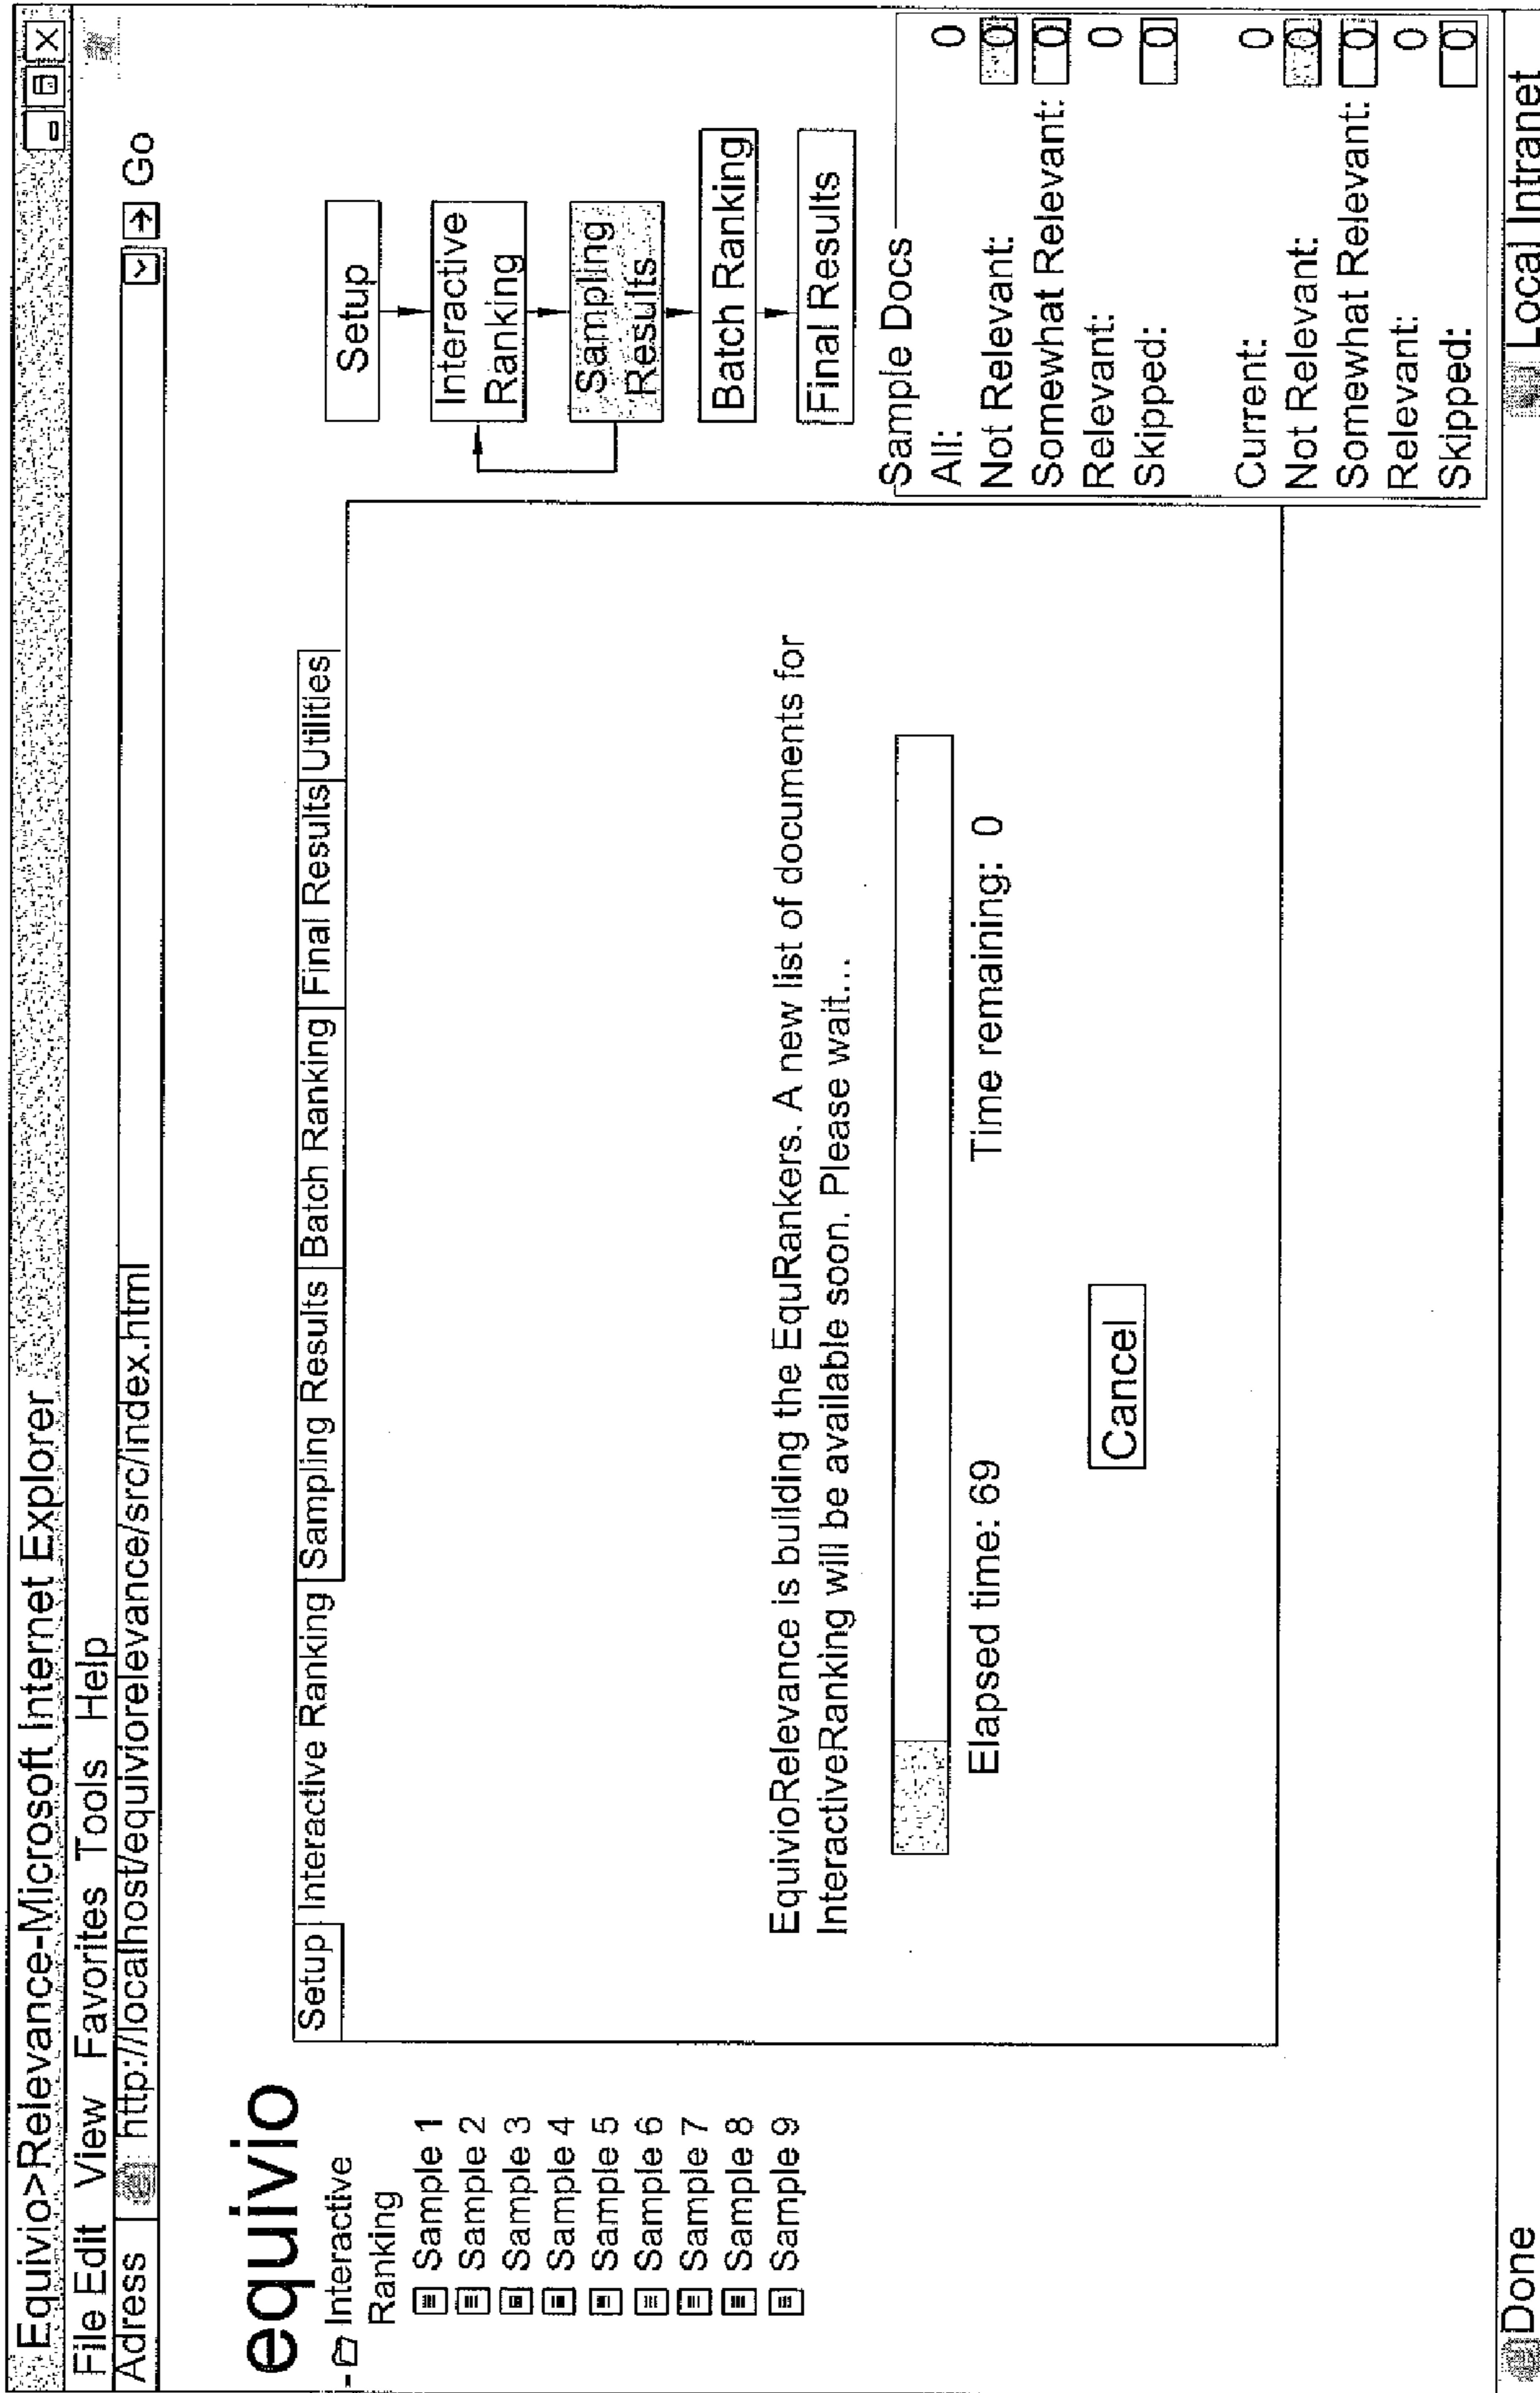 Equivio>Relevance-Microsoft Internet Explorer
File Edit View Favorites Tools Help
Adress http://localhost/equiviorelevance/src/index.html Go
equivio
Interactive
Ranking
Sample 1
Sample 2
Sample 3
Sample 4
Sample 5
Sample 6
Sample 7
Sample 8
Sample 9
Setup Interactive Ranking Sampling Results Batch Ranking Final Results Utilities
EquivioRelevance is building the EquRankers. A new list of documents for
InteractiveRanking will be available soon. Please wait...
Elapsed time: 69 Time remaining: 0
Cancel
Setup
Interactive
Ranking
Sampling
Results
Batch Ranking
Final Results
Sample Docs
All: 0
Not Relevant: 0
Somewhat Relevant: 0
Relevant: 0
Skipped: 0
Current: 0
Not Relevant: 0
Somewhat Relevant: 0
Relevant: 0
Skipped: 0
Done Local Intranet